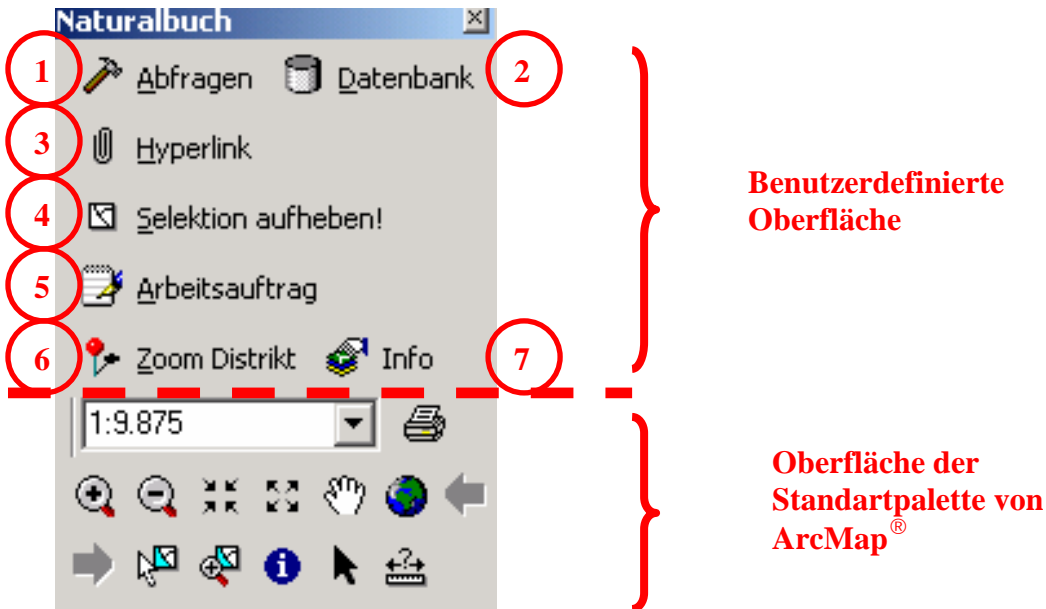 Naturalbuch
1 Abfragen Datenbank 2
3 Hyperlink
4 Selektion aufheben!
5 Arbeitsauftrag
6 Zoom Distrikt Info 7
Benutzerdefinierte
Oberfläche
1:9.875
Oberfläche der
Standartpalette von
ArcMap®